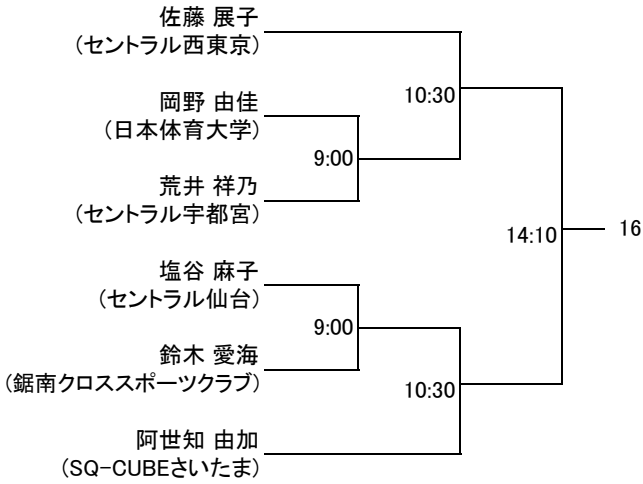 佐藤 展子
(セントラル西東京)
10:30
岡野 由佳
(日本体育大学)
9:00
荒井 祥乃
(セントラル宇都宮)
14:10
16
塩谷 麻子
(セントラル仙台)
9:00
鈴木 愛海
(鋸南クロススポーツクラブ)
10:30
阿世知 由加
(SQ-CUBEさいたま)